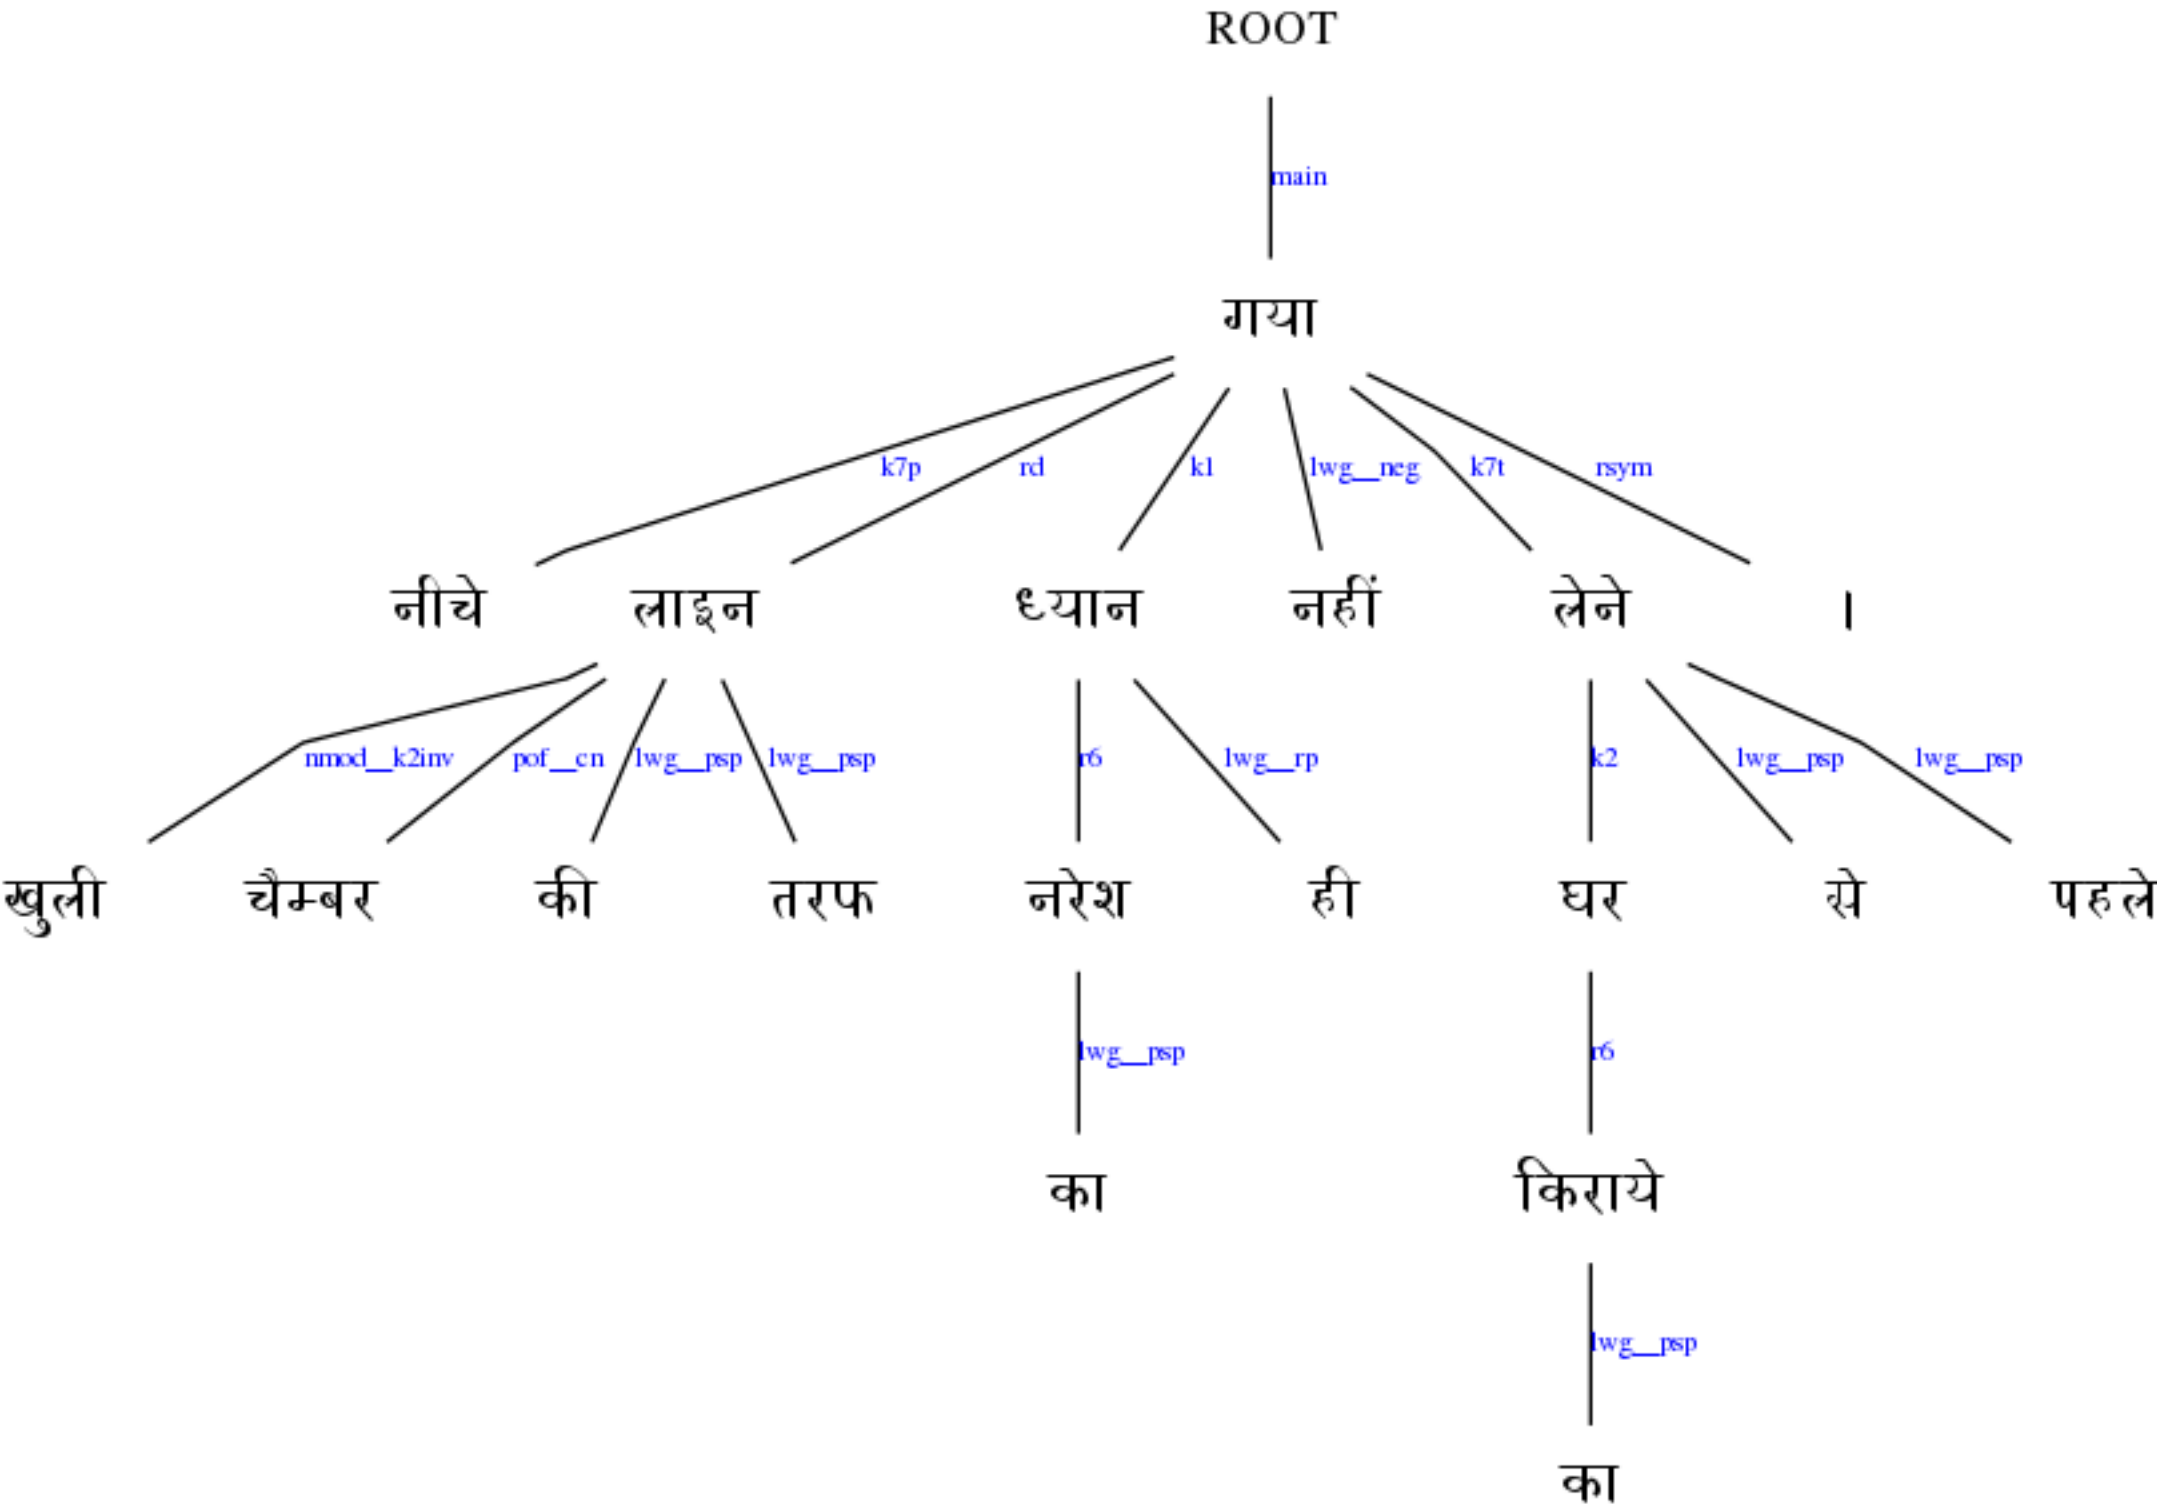 ROOT
main
गया
k7p rd k1 lwg__neg k7t rsym
नीचे लाइन ध्यान नहीं लेने ।
nmod__k2inv pof__cn lwg__psp lwg__psp r6 lwg__rp k2 lwg__psp lwg__psp
खुली चैम्बर की तरफ नरेश ही घर से पहले
lwg__psp r6
का किराये
lwg__psp
का